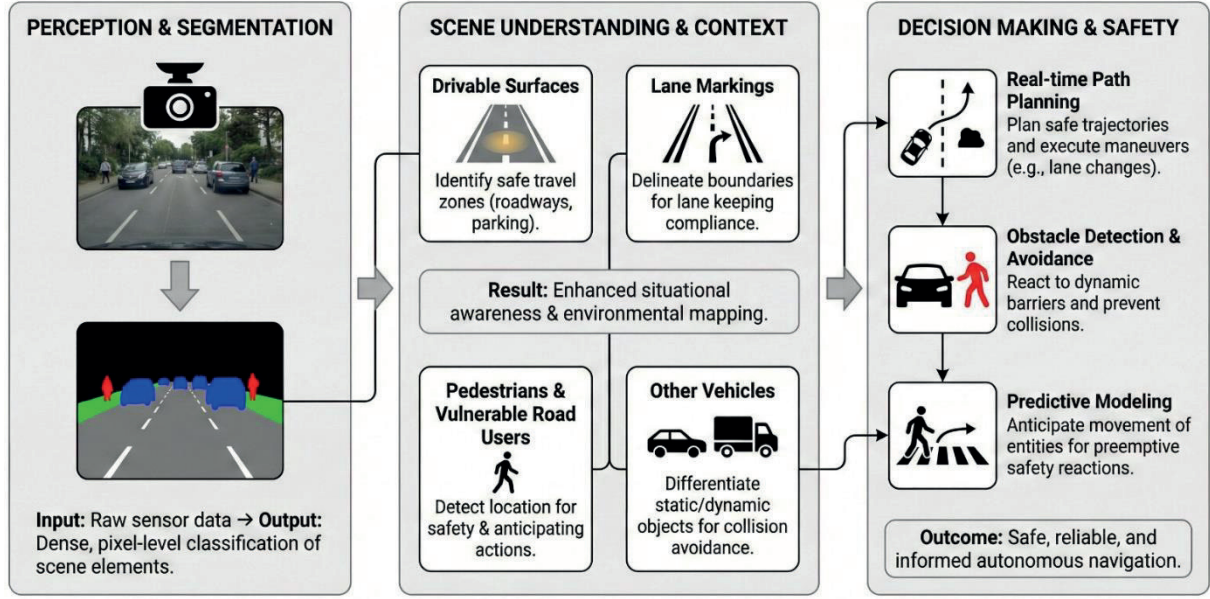 PERCEPTION & SEGMENTATION
Input: Raw sensor data → Output:
Dense, pixel-level classification of
scene elements.
SCENE UNDERSTANDING & CONTEXT
Drivable Surfaces
Identify safe travel
zones (roadways,
parking).
Lane Markings
Delineate boundaries
for lane keeping
compliance.
Result: Enhanced situational
awareness & environmental mapping.
Pedestrians &
Vulnerable Road
Users
Detect location for
safety & anticipating
actions.
Other Vehicles
Differentiate
static/dynamic
objects for collision
avoidance.
DECISION MAKING & SAFETY
Real-time Path
Planning
Plan safe trajectories
and execute maneuvers
(e.g., lane changes).
Obstacle Detection &
Avoidance
React to dynamic
barriers and prevent
collisions.
Predictive Modeling
Anticipate movement of
entities for preemptive
safety reactions.
Outcome: Safe, reliable, and
informed autonomous navigation.